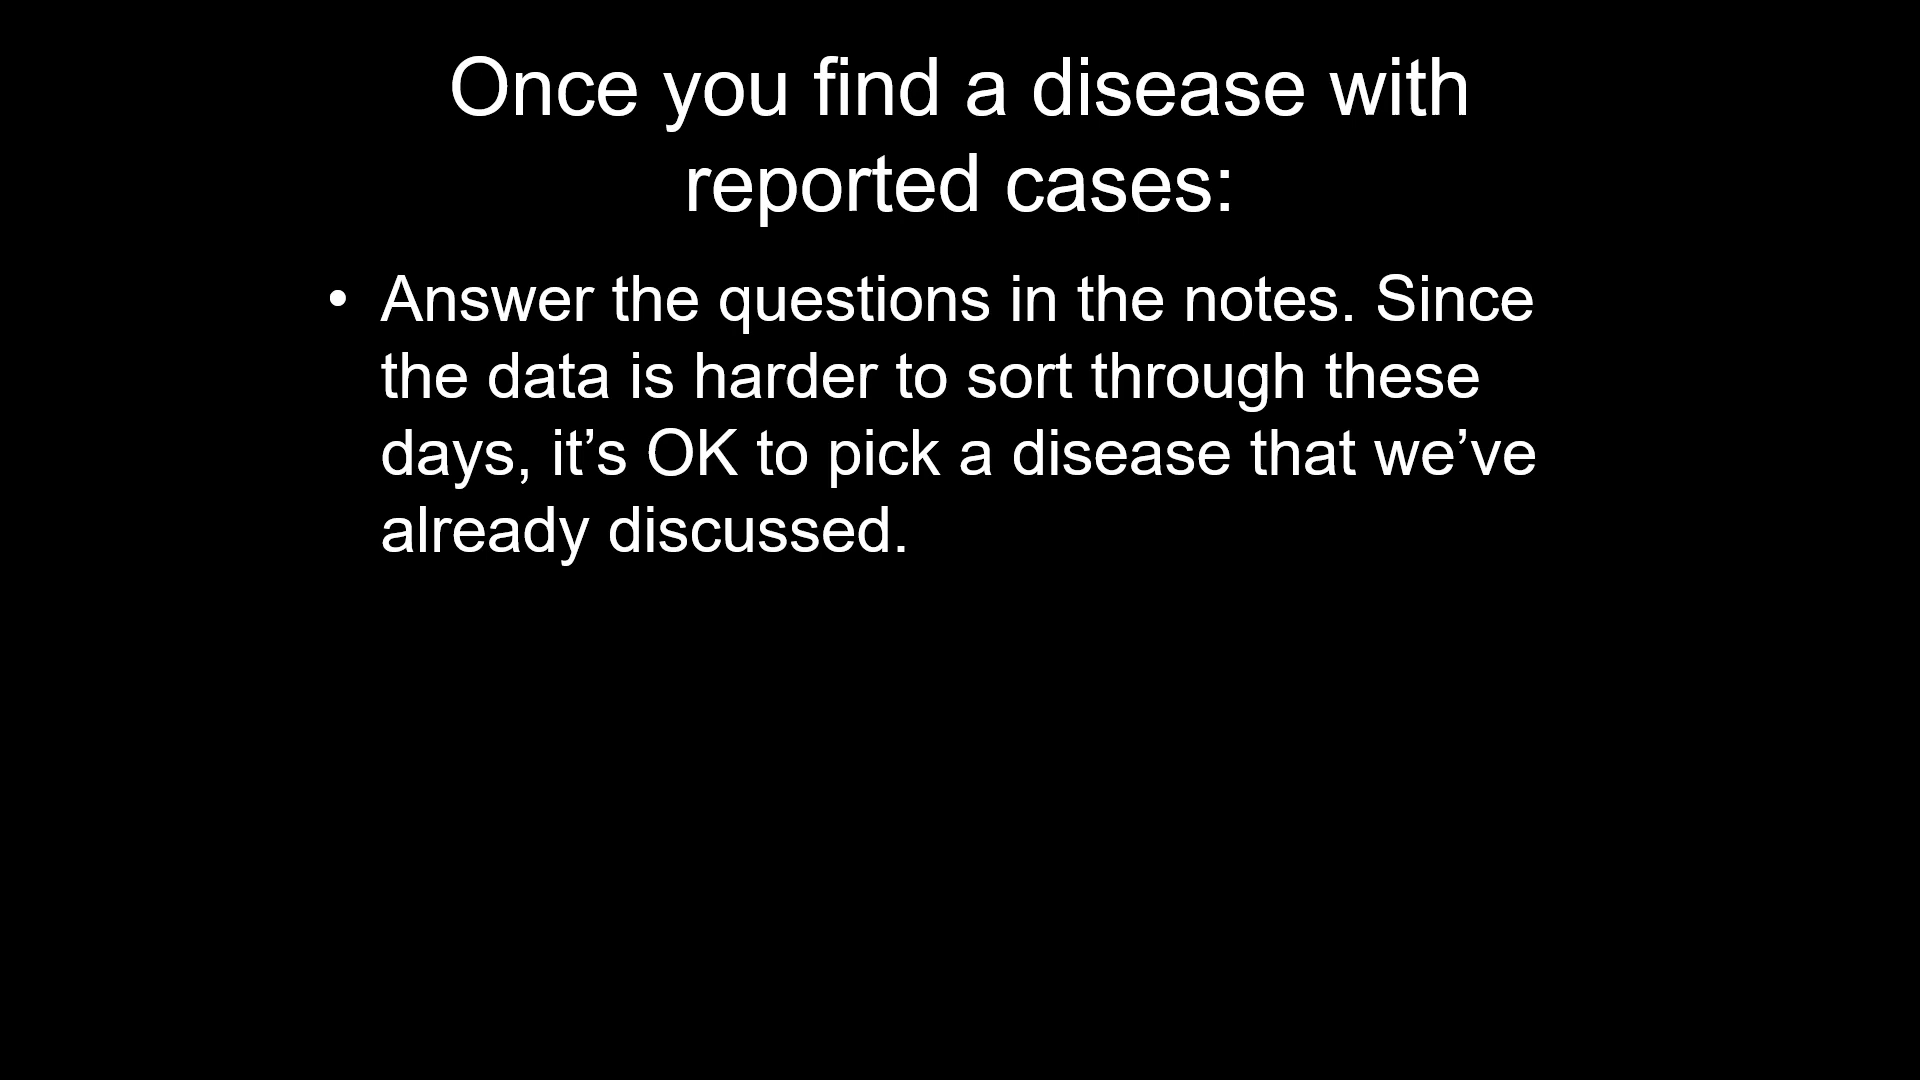 Once you find a disease with
reported cases:
• Answer the questions in the notes. Since
the data is harder to sort through these
days, it’s OK to pick a disease that we’ve
already discussed.